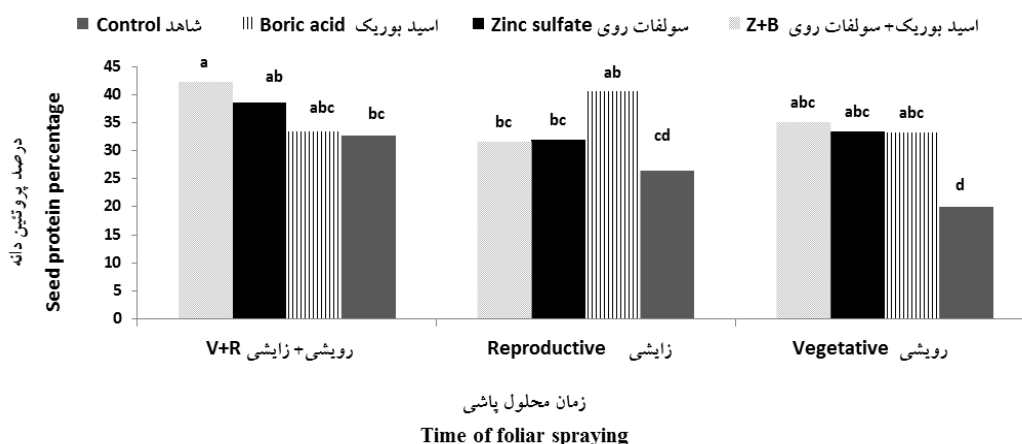 Control شاهد Boric acid اسید بوریک Zinc sulfate سولفات روی Z+B اسید بوریک+ سولفات روی
درصد پروتئین دانه
Seed protein percentage
45
40
35
30
25
20
15
10
5
0
a ab abc bc
bc bc ab cd
abc abc abc d
V+R رویشی+ زایشی
Reproductive زایشی
Vegetative رویشی
زمان محلول پاشی
Time of foliar spraying